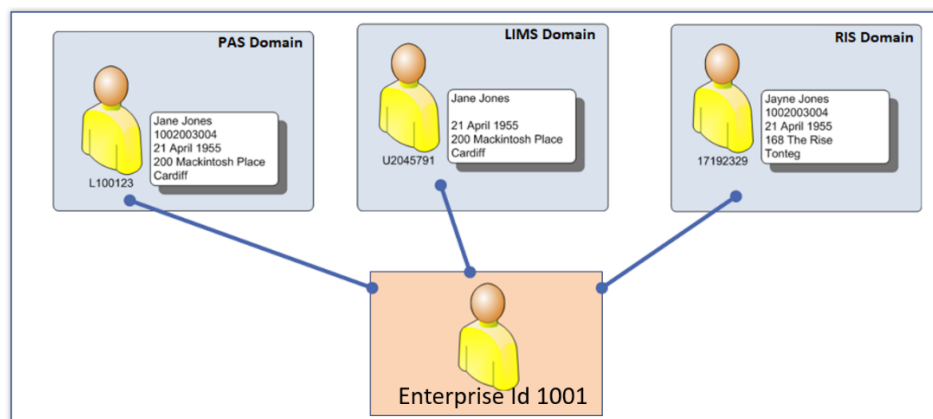 PAS Domain
Jane Jones
1002003004
21 April 1955
200 Mackintosh Place
Cardiff
L100123
LIMS Domain
Jane Jones
21 April 1955
200 Mackintosh Place
Cardiff
U2045791
RIS Domain
Jayne Jones
1002003004
21 April 1955
168 The Rise
Tonteg
17192329
Enterprise Id 1001